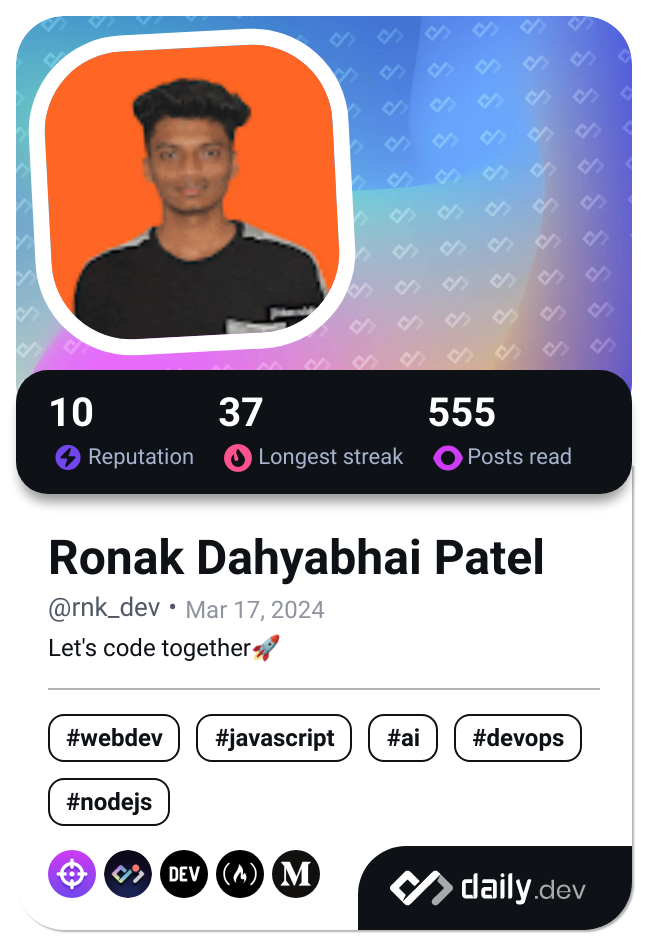 10 37 555
Reputation Longest streak Posts read
Ronak Dahyabhai Patel
@rnk_dev • Mar 17, 2024
Let's code together🚀
#webdev #javascript #ai #devops
#nodejs
DEV M
daily.dev